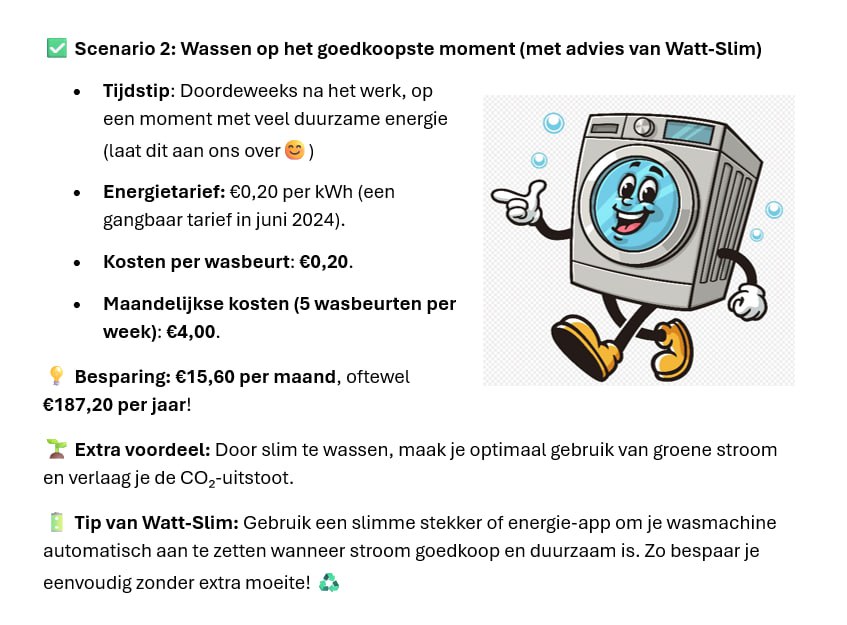 ✅ Scenario 2: Wassen op het goedkoopste moment (met advies van Watt-Slim)
• Tijdstip: Doordeweeks na het werk, op
een moment met veel duurzame energie
(laat dit aan ons over 😊 )
• Energietarief: €0,20 per kWh (een
gangbaar tarief in juni 2024).
• Kosten per wasbeurt: €0,20.
• Maandelijkse kosten (5 wasbeurten per
week): €4,00.
💡 Besparing: €15,60 per maand, oftewel
€187,20 per jaar!
🌱 Extra voordeel: Door slim te wassen, maak je optimaal gebruik van groene stroom
en verlaag je de CO₂-uitstoot.
🔋 Tip van Watt-Slim: Gebruik een slimme stekker of energie-app om je wasmachine
automatisch aan te zetten wanneer stroom goedkoop en duurzaam is. Zo bespaar je
eenvoudig zonder extra moeite! ♻️